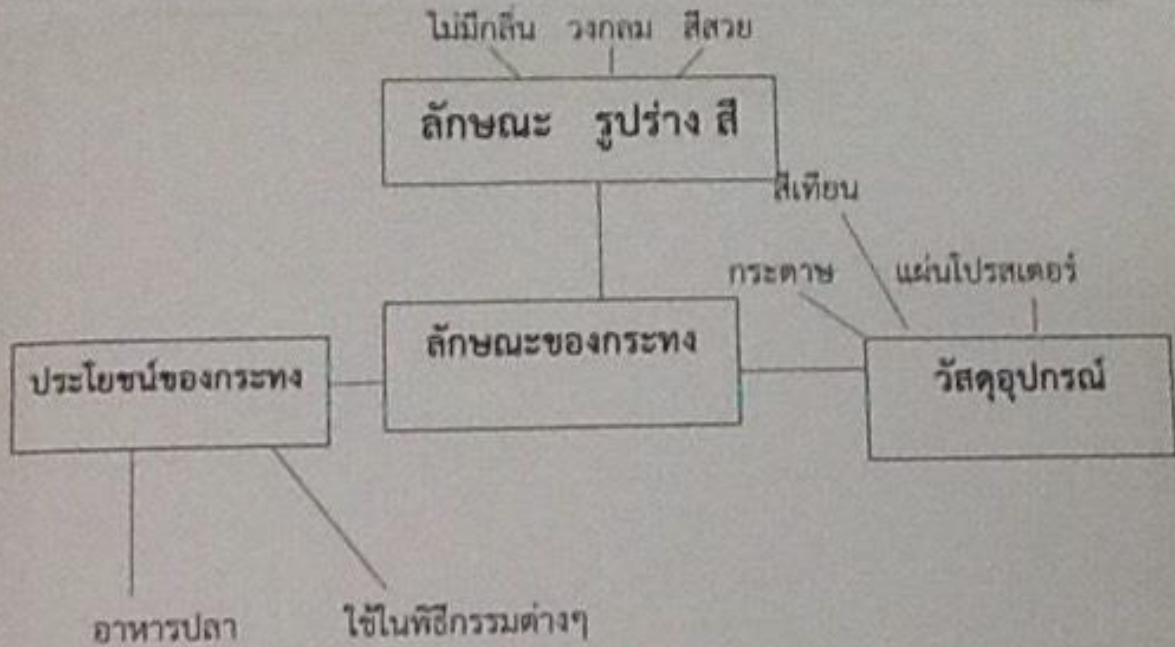 ไม่มีกลิ่น วงกลม สีสวย
ลักษณะ รูปร่าง สี
สีเทียน
กระดาษ แผ่นโปรสเตอร์
ลักษณะของกระทง
ประโยชน์ของกระทง
วัสดุอุปกรณ์
อาหารปลา ใช้ในพิธีกรรมต่างๆ